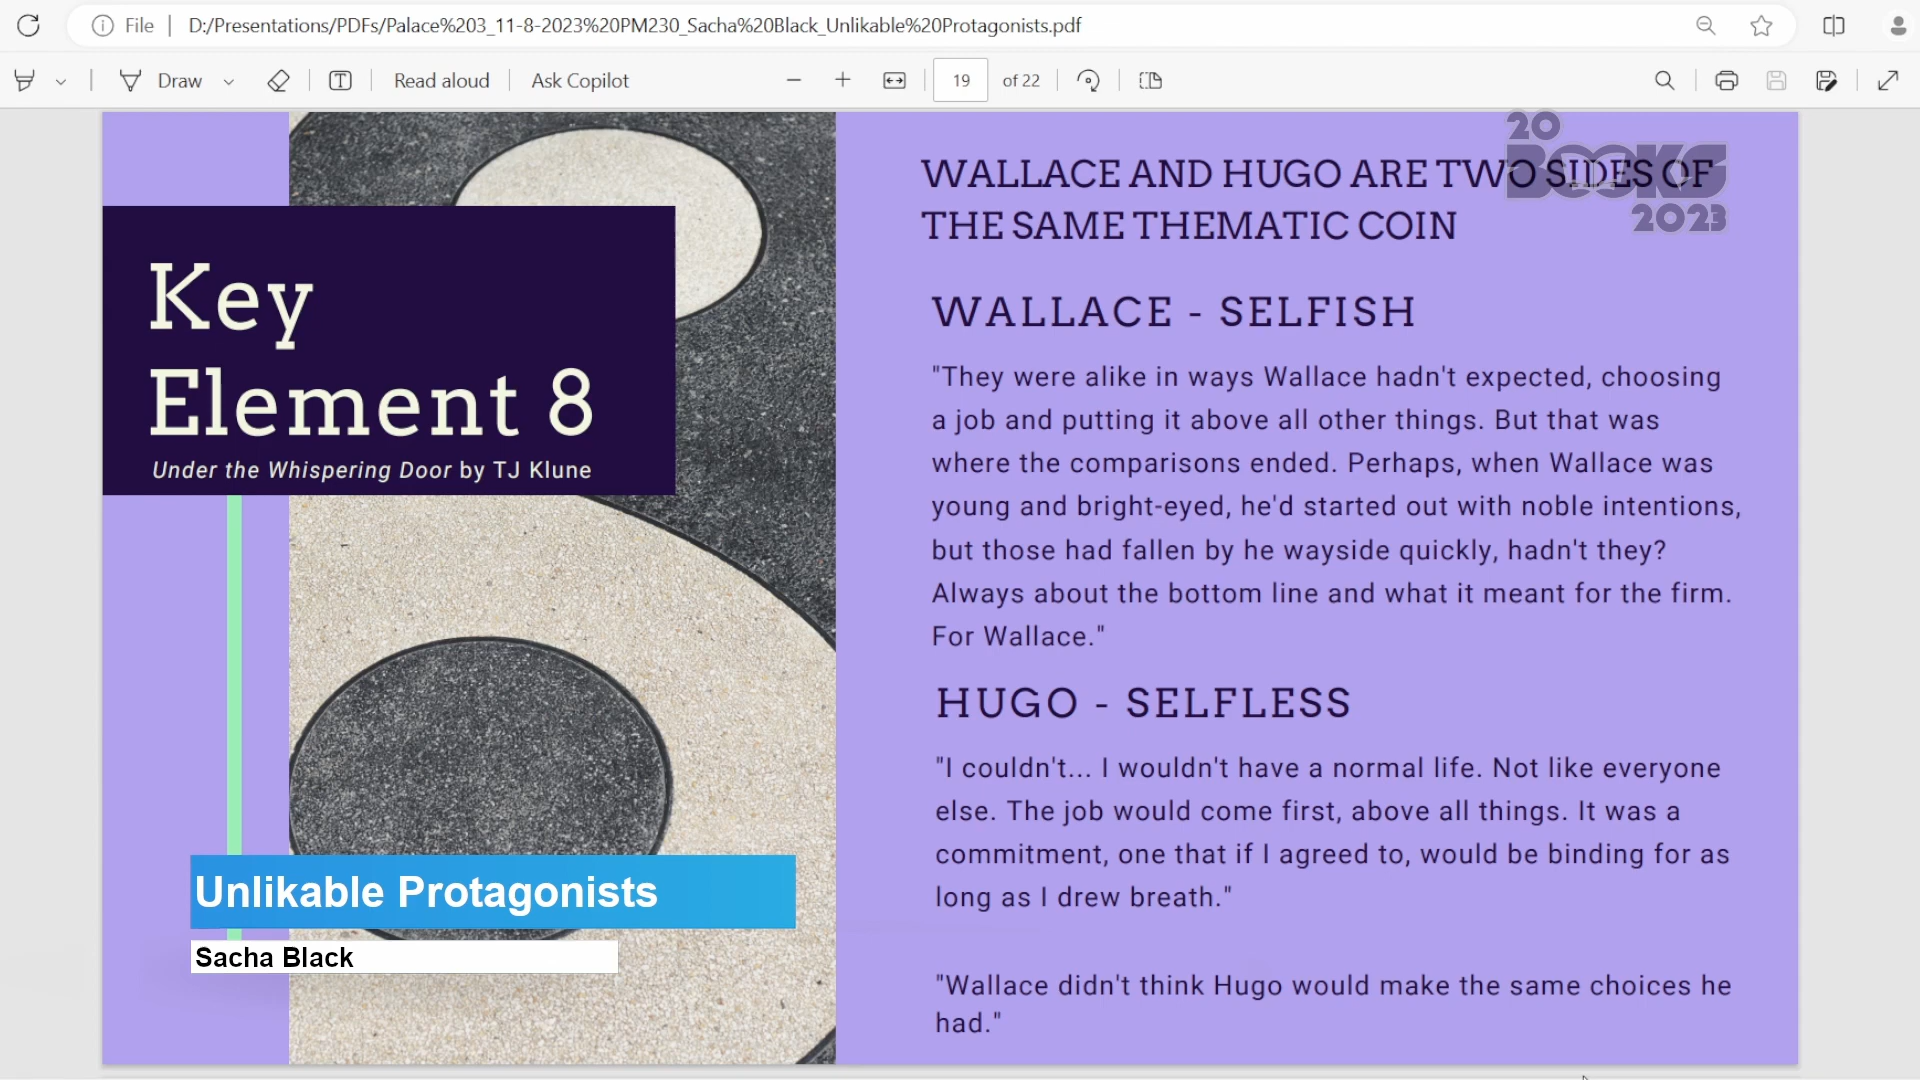 File
D:/Presentations/PDFs/Palace%203_11-8-2023%20PM230_Sacha%20Black_Unlikable%20Protagonists.pdf
Draw
Read aloud
Ask Copilot
19
of 22
20
BOOKS
2023
Key
Element 8
Under the Whispering Door by TJ Klune
WALLACE AND HUGO ARE TWO SIDES OF
THE SAME THEMATIC COIN
WALLACE - SELFISH
"They were alike in ways Wallace hadn't expected, choosing
a job and putting it above all other things. But that was
where the comparisons ended. Perhaps, when Wallace was
young and bright-eyed, he'd started out with noble intentions,
but those had fallen by he wayside quickly, hadn't they?
Always about the bottom line and what it meant for the firm.
For Wallace."
HUGO - SELFLESS
"I couldn't... I wouldn't have a normal life. Not like everyone
else. The job would come first, above all things. It was a
commitment, one that if I agreed to, would be binding for as
long as I drew breath."
"Wallace didn't think Hugo would make the same choices he
had."
Unlikable Protagonists
Sacha Black